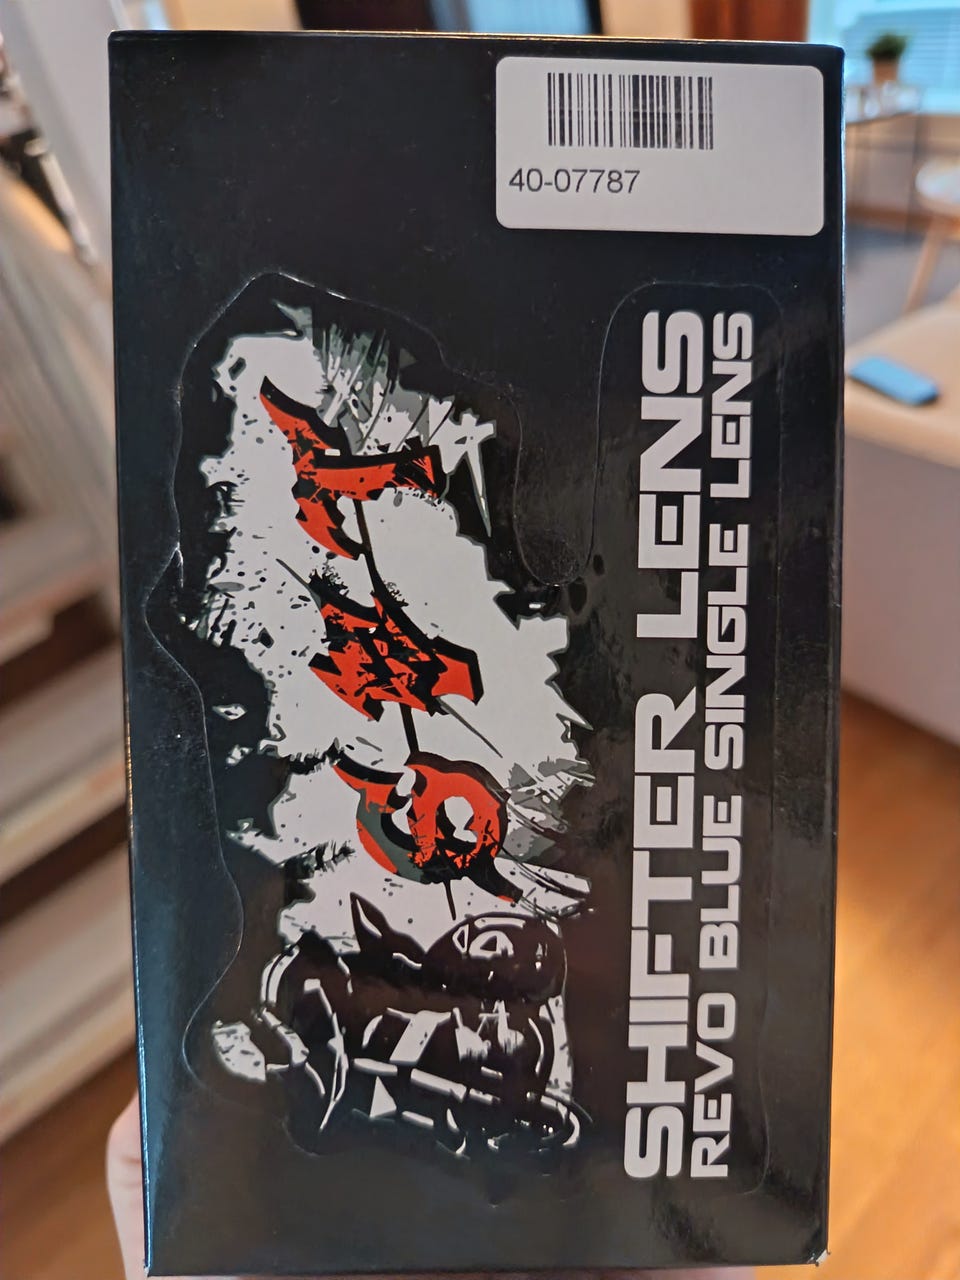 40-07787
SHIFTER LENS
REVO BLUE SINGLE LENS